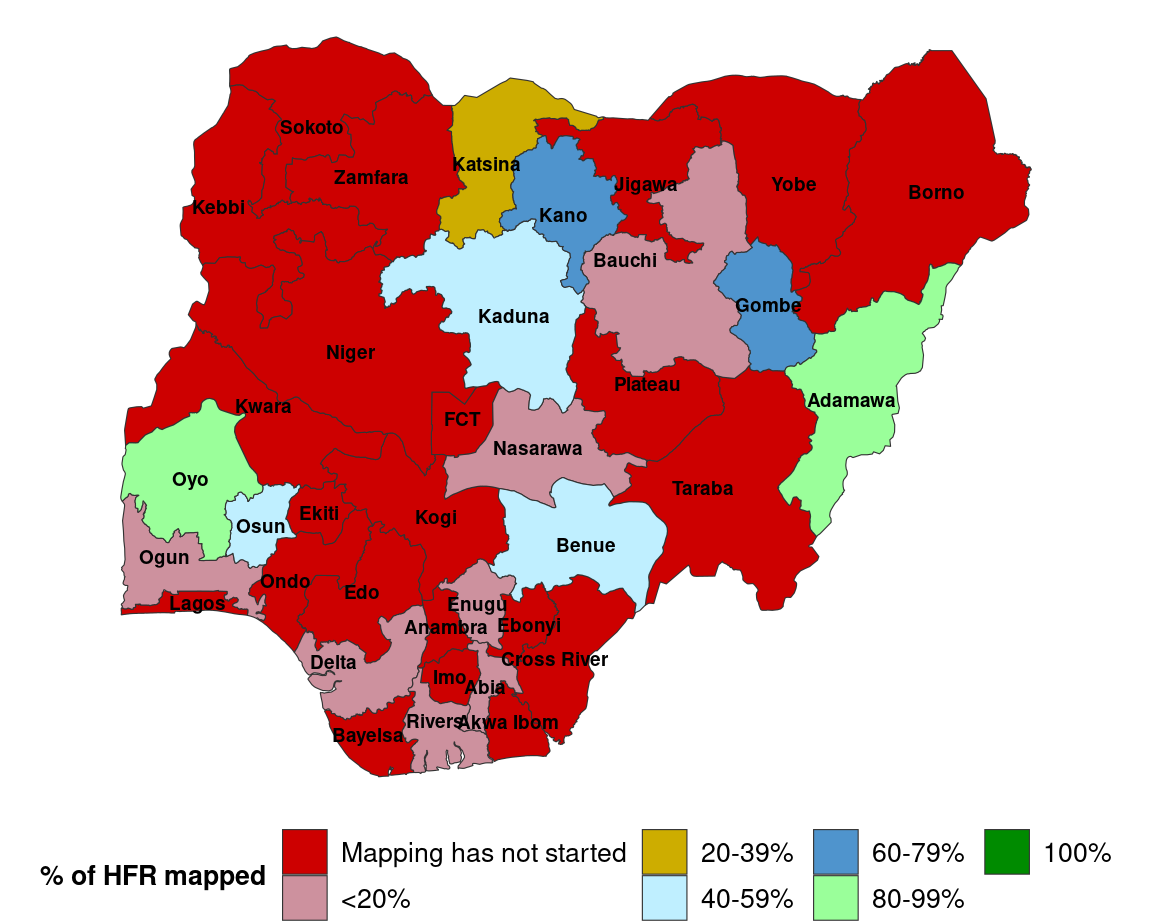 Sokoto
Katsina
Zamfara
Jigawa
Yobe
Borno
Kebbi
Kano
Bauchi
Gombe
Kaduna
Niger
Plateau
Adamawa
Kwara
FCT
Nasarawa
Oyo
Taraba
Ekiti
Kogi
Osun
Benue
Ogun
Ondo
Edo
Lagos
Enugu
Anambra
Ebonyi
Delta
Cross River
Imo
Abia
Rivers
Akwa Ibom
Bayelsa
% of HFR mapped
Mapping has not started
<20%
20-39%
40-59%
60-79%
80-99%
100%